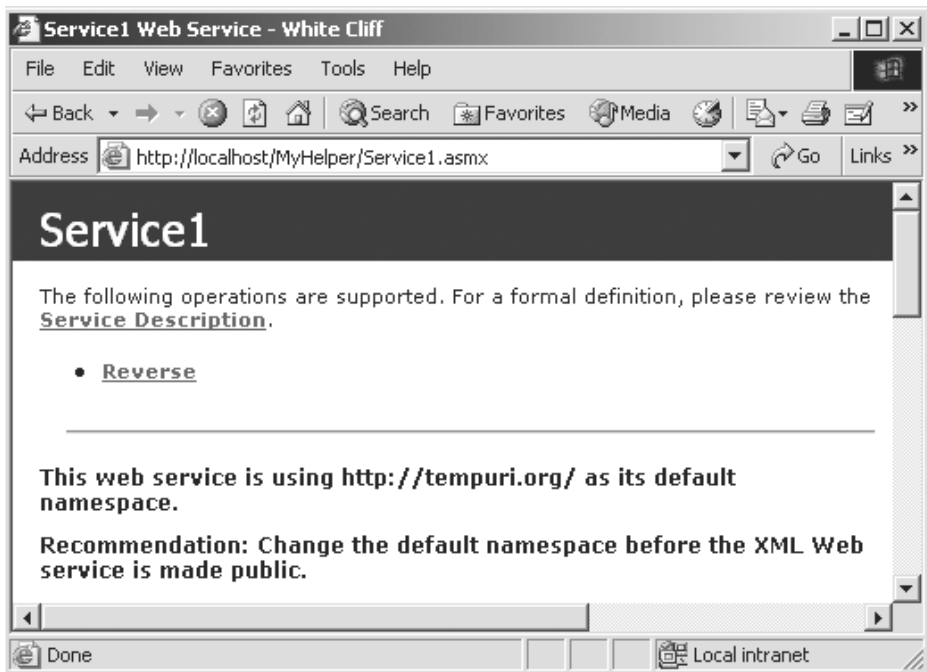 Service1 Web Service - White Cliff
File Edit View Favorites Tools Help
Back Search Favorites Media »
Address http://localhost/MyHelper/Service1.asmx Go Links »
Service1
The following operations are supported. For a formal definition, please review the
Service Description.
• Reverse
This web service is using http://tempuri.org/ as its default
namespace.
Recommendation: Change the default namespace before the XML Web
service is made public.
Done Local intranet